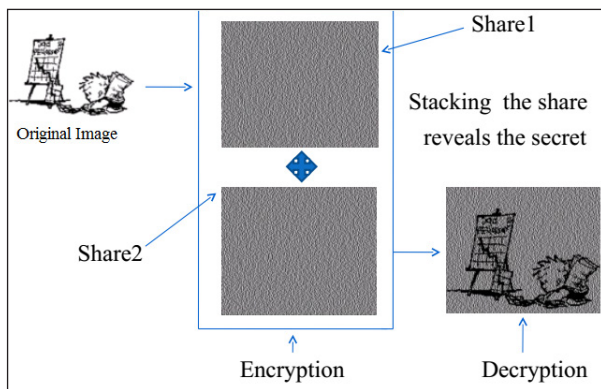 Share1
Original Image
Stacking the share
reveals the secret
Share2
Encryption
Decryption